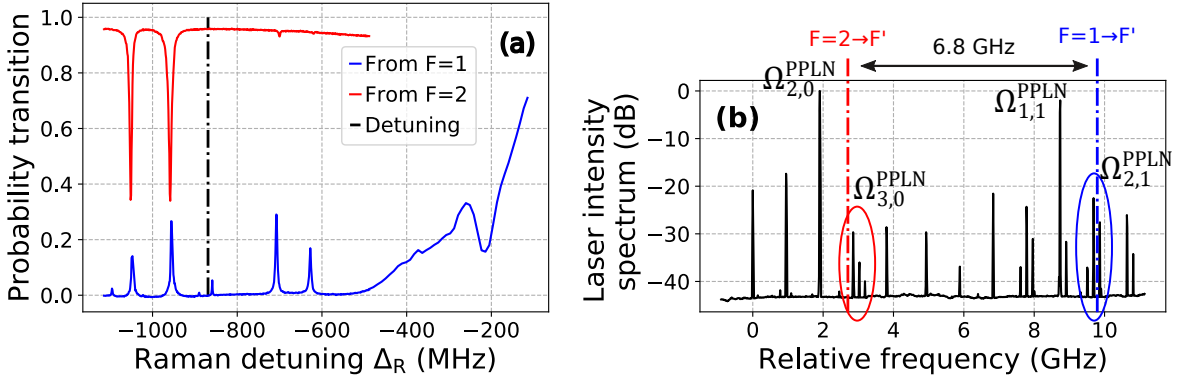 Probability transition
1.0
0.8
0.6
0.4
0.2
0.0
(a)
From F=1
From F=2
Detuning
−1000
−800
−600
−400
−200
Raman detuning Δ_R (MHz)
F=2→F'
6.8 GHz
F=1→F'
Laser intensity
spectrum (dB)
0
−10
−20
−30
−40
(b)
Ω_{2,0}^{PPLN}
Ω_{1,1}^{PPLN}
Ω_{3,0}^{PPLN}
Ω_{2,1}^{PPLN}
0
2
4
6
8
10
Relative frequency (GHz)